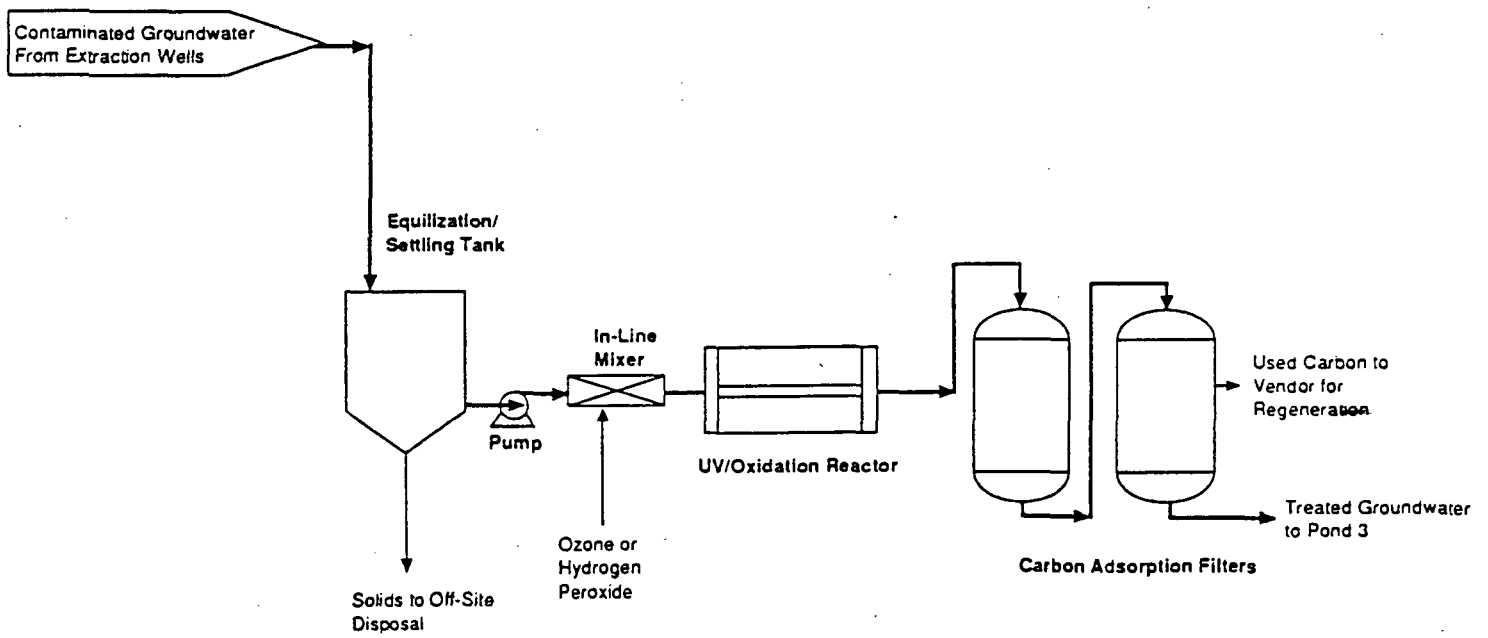 Contaminated Groundwater
From Extraction Wells
Equilization/
Settling Tank
In-Line
Mixer
Pump
UV/Oxidation Reactor
Used Carbon to
Vendor for
Regeneration
Treated Groundwater
to Pond 3
Carbon Adsorption Filters
Ozone or
Hydrogen
Peroxide
Solids to Off-Site
Disposal